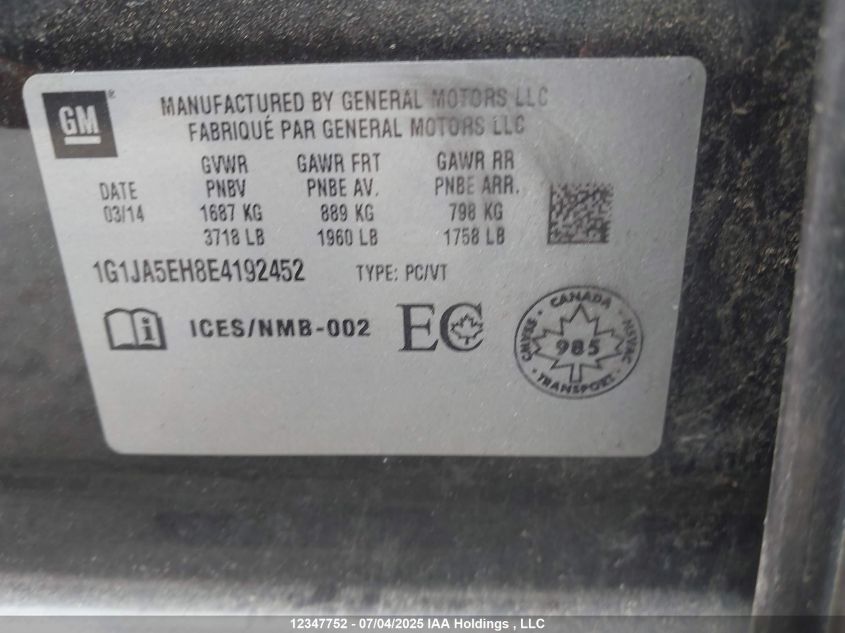 GM®
MANUFACTURED BY GENERAL MOTORS LLC
FABRIQUÉ PAR GENERAL MOTORS LLC
GVWR GAWR FRT GAWR RR
DATE PNBV PNBE AV. PNBE ARR.
03/14 1687 KG 889 KG 798 KG
3718 LB 1960 LB 1758 LB
1G1JA5EH8E4192452 TYPE: PC/VT
i ICES/NMB-002 EC
CANADA
CMVSS 985 NSVAC
TRANSPORT
12347752 - 07/04/2025 IAA Holdings , LLC